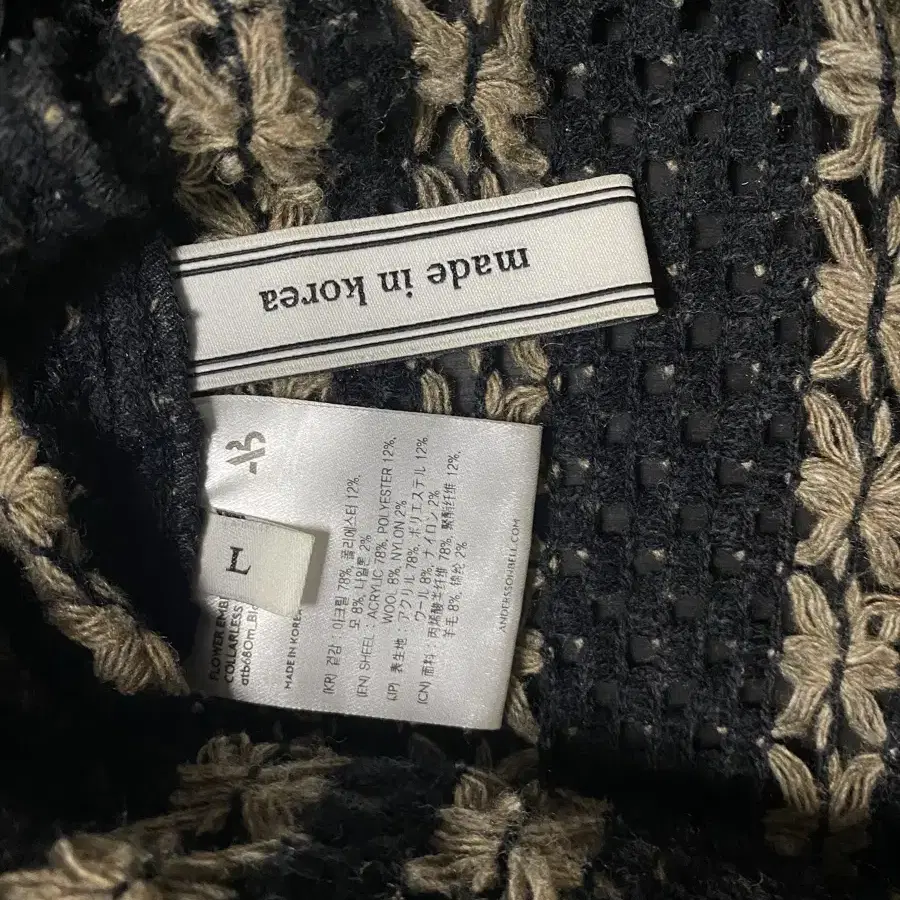 made in korea
L
FLOWER EMB
COLLARLESS
atb680m_Bl
MADE IN KOREA
(KR) 겉감 : 아크릴 78%, 폴리에스터 12%,
모 8%, 나일론 2%
(EN) SHEEL : ACRYLIC 78%, POLYESTER 12%,
WOOL 8%, NYLON 2%
(JP) 表生地 : アクリル 78%, ポリエステル 12%
ウール 8%, ナイロン 2%
(CN) 面料 : 丙烯酸士纤维 78%, 聚酯纤维 12%,
羊毛 8%, 锦纶 2%
ANDERSSONBELL.COM